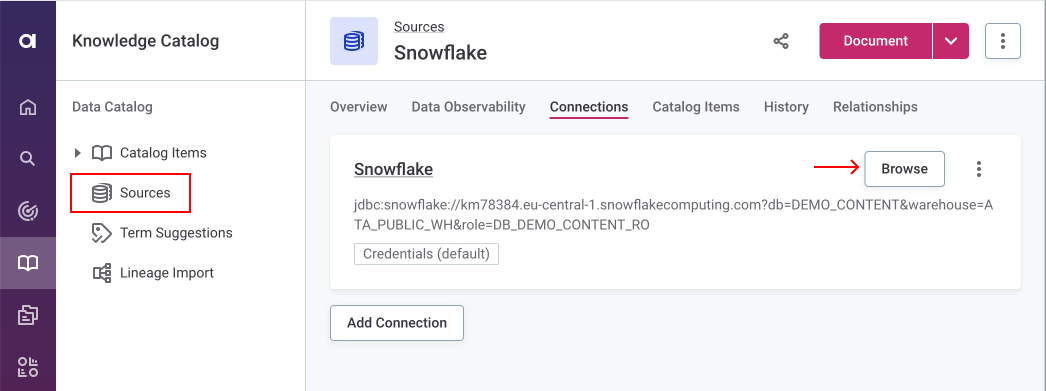 Knowledge Catalog
Data Catalog
Catalog Items
Sources
Term Suggestions
Lineage Import
Sources
Snowflake
Document
Overview Data Observability Connections Catalog Items History Relationships
Snowflake
Browse
jdbc:snowflake://km78384.eu-central-1.snowflakecomputing.com?db=DEMO_CONTENT&warehouse=A
TA_PUBLIC_WH&role=DB_DEMO_CONTENT_RO
Credentials (default)
Add Connection